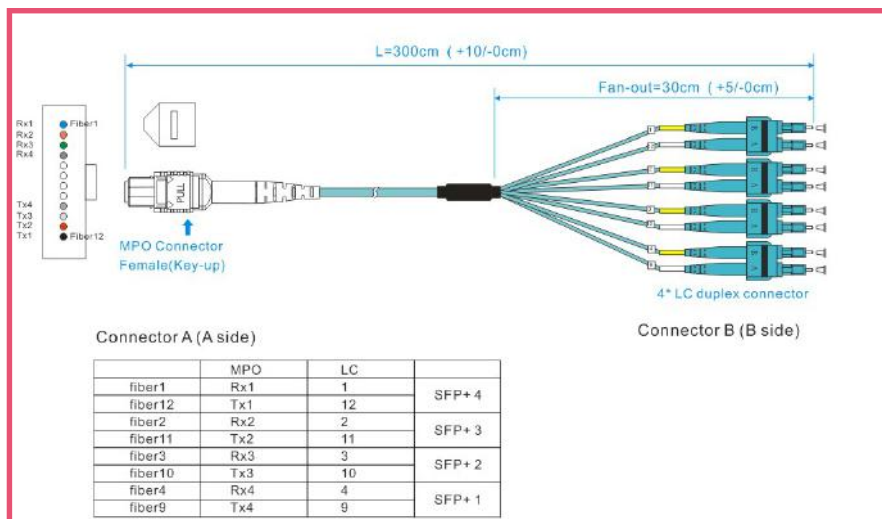 L=300cm ( +10/-0cm)
Fan-out=30cm ( +5/-0cm)
Rx1 Fiber1
Rx2
Rx3
Rx4
Tx4
Tx3
Tx2
Tx1 Fiber12
PULL
MPO Connector
Female(Key-up)
B
A
B
A
B
A
B
A
4* LC duplex connector
Connector A (A side)
Connector B (B side)
MPO LC
fiber1 Rx1 1 SFP+ 4
fiber12 Tx1 12
fiber2 Rx2 2 SFP+ 3
fiber11 Tx2 11
fiber3 Rx3 3 SFP+ 2
fiber10 Tx3 10
fiber4 Rx4 4 SFP+ 1
fiber9 Tx4 9